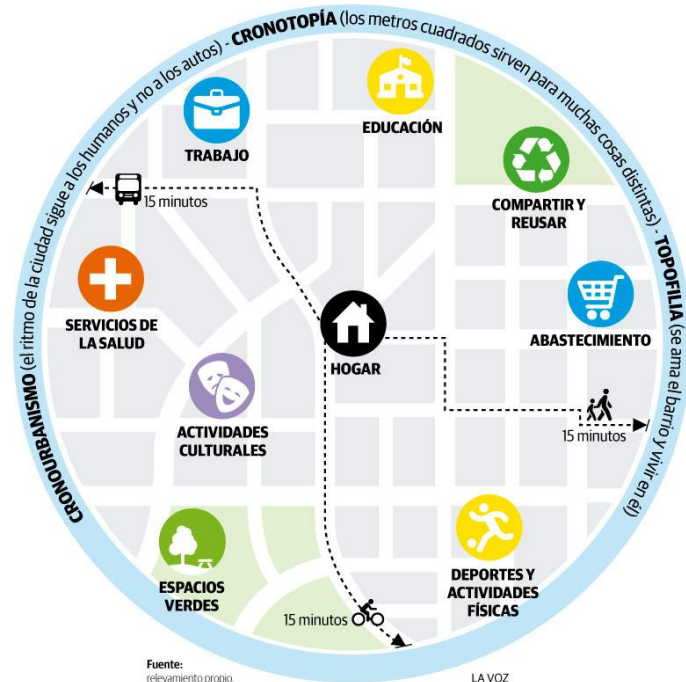 CRONOURBANISMO (el ritmo de la ciudad sigue a los humanos y no a los autos) - CRONOTOPÍA (los metros cuadrados sirven para muchas cosas distintas) - TOPOFILIA (se ama el barrio y vivir en él)
EDUCACIÓN
TRABAJO
15 minutos
COMPARTIR Y
REUSAR
SERVICIOS DE
LA SALUD
HOGAR
ABASTECIMIENTO
ACTIVIDADES
CULTURALES
15 minutos
ESPACIOS
VERDES
DEPORTES Y
ACTIVIDADES
FÍSICAS
15 minutos
Fuente:
relevamiento propio.
LA VOZ